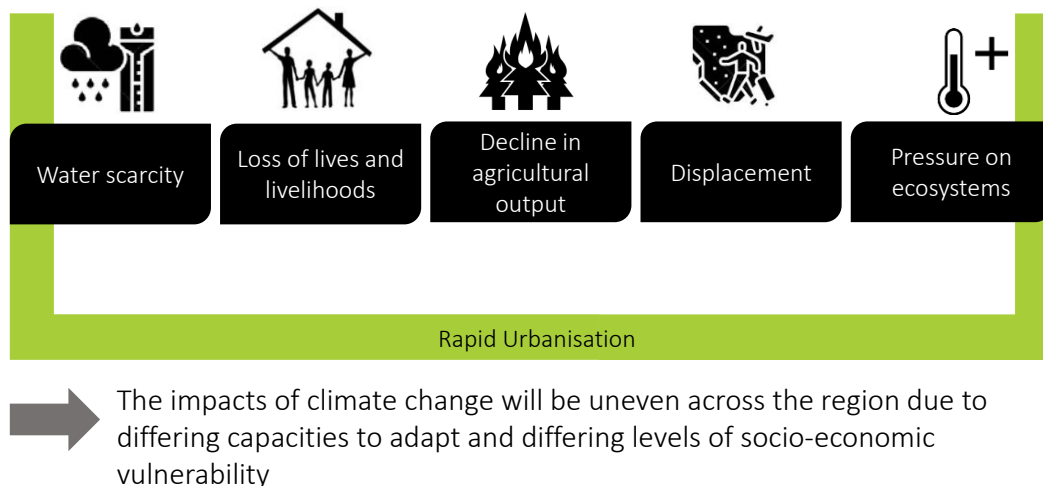 Water scarcity
Loss of lives and
livelihoods
Decline in
agricultural
output
Displacement
Pressure on
ecosystems
Rapid Urbanisation
The impacts of climate change will be uneven across the region due to
differing capacities to adapt and differing levels of socio-economic
vulnerability